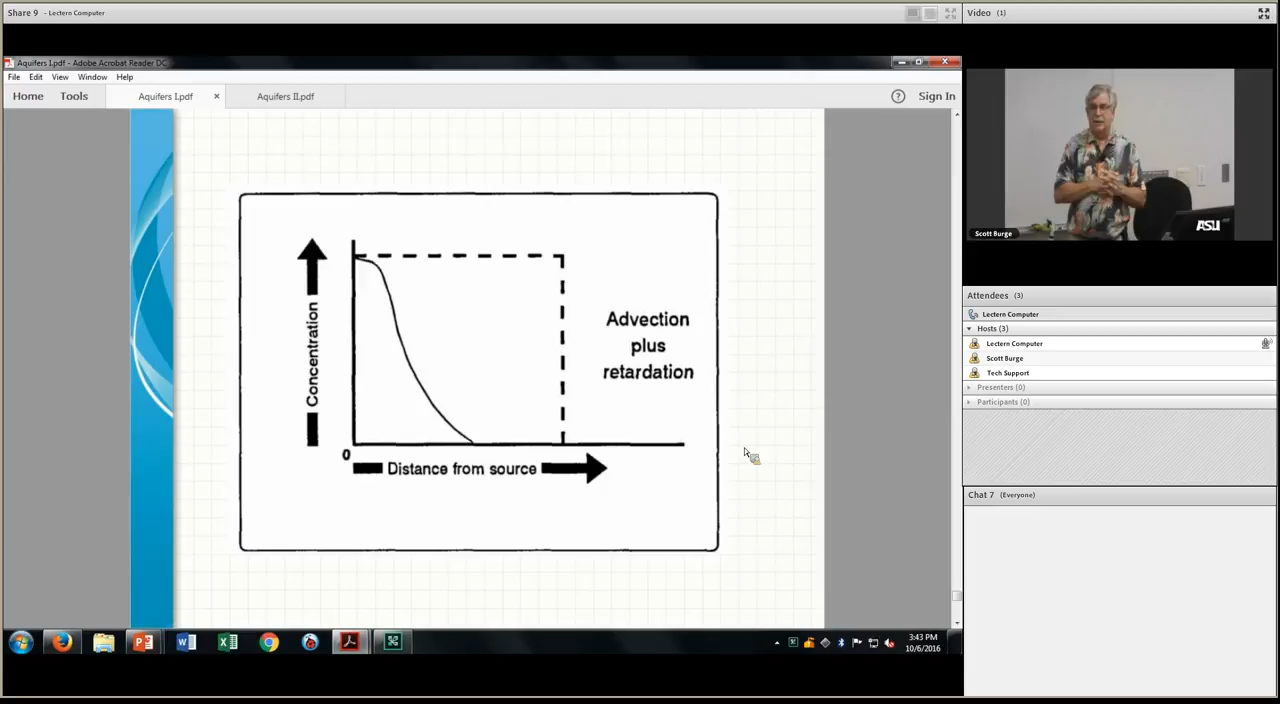 Share 9 - Lectern Computer
Video (1)
Aquifers I.pdf - Adobe Acrobat Reader DC
File Edit View Window Help
Home Tools Aquifers I.pdf × Aquifers II.pdf ? Sign In
ASU
Scott Burge
Concentration
Advection
plus
retardation
0
Distance from source
Attendees (3)
Lectern Computer
Hosts (3)
Lectern Computer
Scott Burge
Tech Support
Presenters (0)
Participants (0)
Chat 7 (Everyone)
3:43 PM
10/6/2016